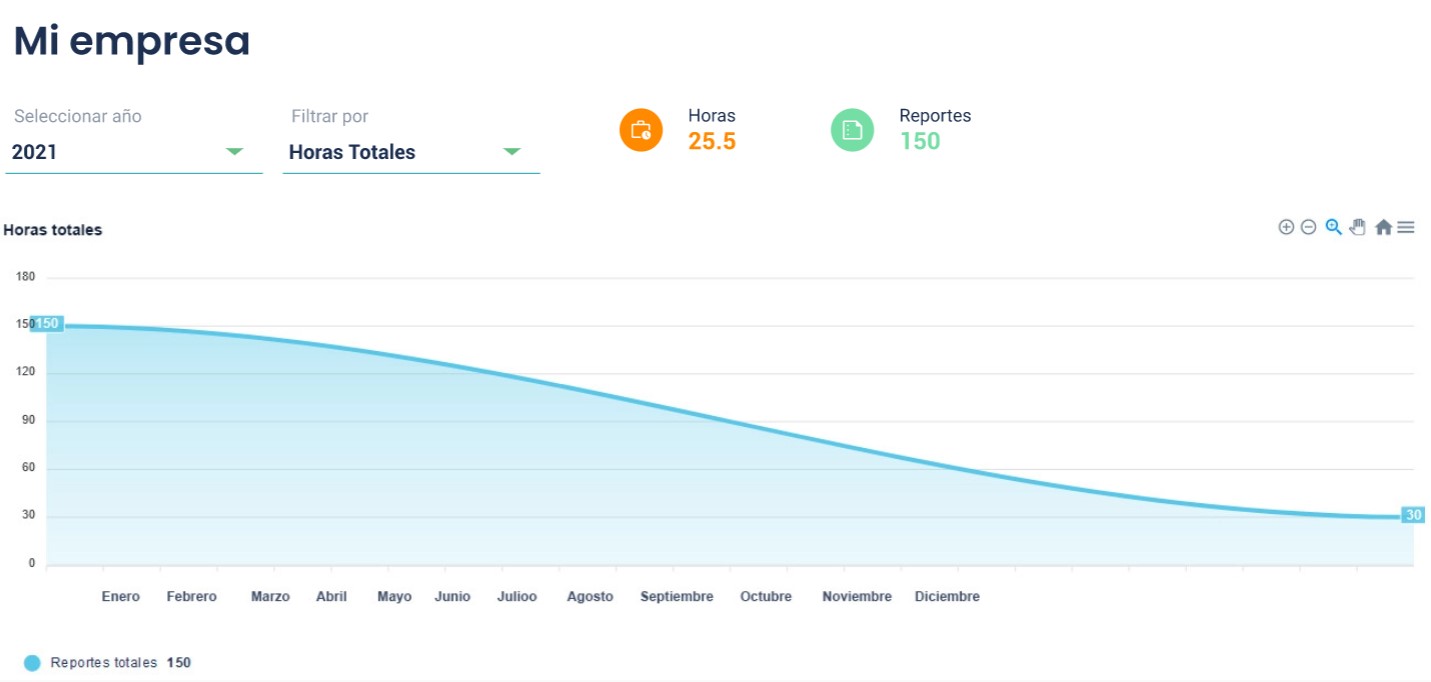 Mi empresa
Seleccionar año
Filtrar por
Horas
Reportes
2021
Horas Totales
25.5
150
Horas totales
180
150
150
120
90
60
30
30
0
Enero Febrero Marzo Abril Mayo Junio Julioo Agosto Septiembre Octubre Noviembre Diciembre
Reportes totales 150